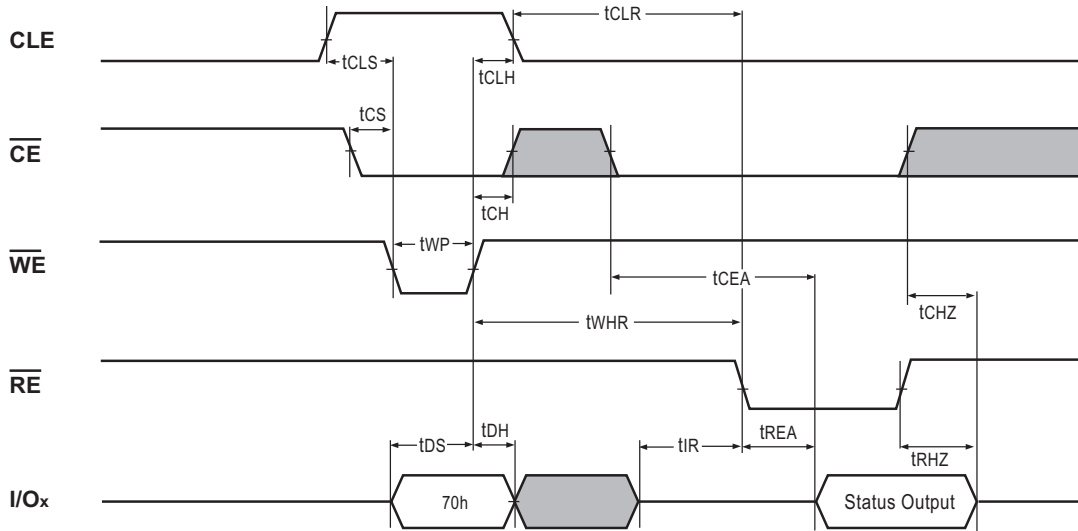 tCLR
CLE
tCLS
tCLH
tCS
CE
tCH
tWP
WE
tCEA
tCHZ
tWHR
RE
tDH
tDS
tIR
tREA
tRHZ
I/Ox
70h
Status Output